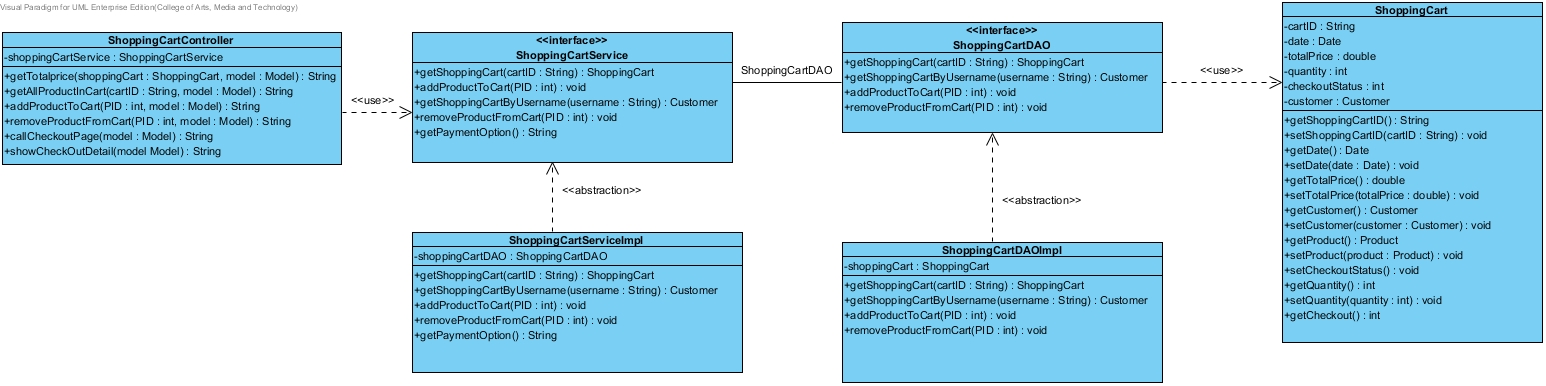 Visual Paradigm for UML Enterprise Edition(College of Arts, Media and Technology)
ShoppingCartController
-shoppingCartService : ShoppingCartService
+getTotalprice(shoppingCart : ShoppingCart, model : Model) : String
+getAllProductInCart(cartID : String, model : Model) : String
+addProductToCart(PID : int, model : Model) : String
+removeProductFromCart(PID : int, model : Model) : String
+callCheckoutPage(model : Model) : String
+showCheckOutDetail(model Model) : String
<<use>>
<<interface>>
ShoppingCartService
+getShoppingCart(cartID : String) : ShoppingCart
+addProductToCart(PID : int) : void
+getShoppingCartByUsername(username : String) : Customer
+removeProductFromCart(PID : int) : void
+getPaymentOption() : String
<<abstraction>>
ShoppingCartServiceImpl
-shoppingCartDAO : ShoppingCartDAO
+getShoppingCart(cartID : String) : ShoppingCart
+getShoppingCartByUsername(username : String) : Customer
+addProductToCart(PID : int) : void
+removeProductFromCart(PID : int) : void
+getPaymentOption() : String
ShoppingCartDAO
<<interface>>
ShoppingCartDAO
+getShoppingCart(cartID : String) : ShoppingCart
+getShoppingCartByUsername(username : String) : Customer
+addProductToCart(PID : int) : void
+removeProductFromCart(PID : int) : void
<<abstraction>>
ShoppingCartDAOImpl
-shoppingCart : ShoppingCart
+getShoppingCart(cartID : String) : ShoppingCart
+getShoppingCartByUsername(username : String) : Customer
+addProductToCart(PID : int) : void
+removeProductFromCart(PID : int) : void
<<use>>
ShoppingCart
-cartID : String
-date : Date
-totalPrice : double
-quantity : int
-checkoutStatus : int
-customer : Customer
+getShoppingCartID() : String
+setShoppingCartID(cartID : String) : void
+getDate() : Date
+setDate(date : Date) : void
+getTotalPrice() : double
+setTotalPrice(totalPrice : double) : void
+getCustomer() : Customer
+setCustomer(customer : Customer) : void
+getProduct() : Product
+setProduct(product : Product) : void
+setCheckoutStatus() : void
+getQuantity() : int
+setQuantity(quantity : int) : void
+getCheckout() : int